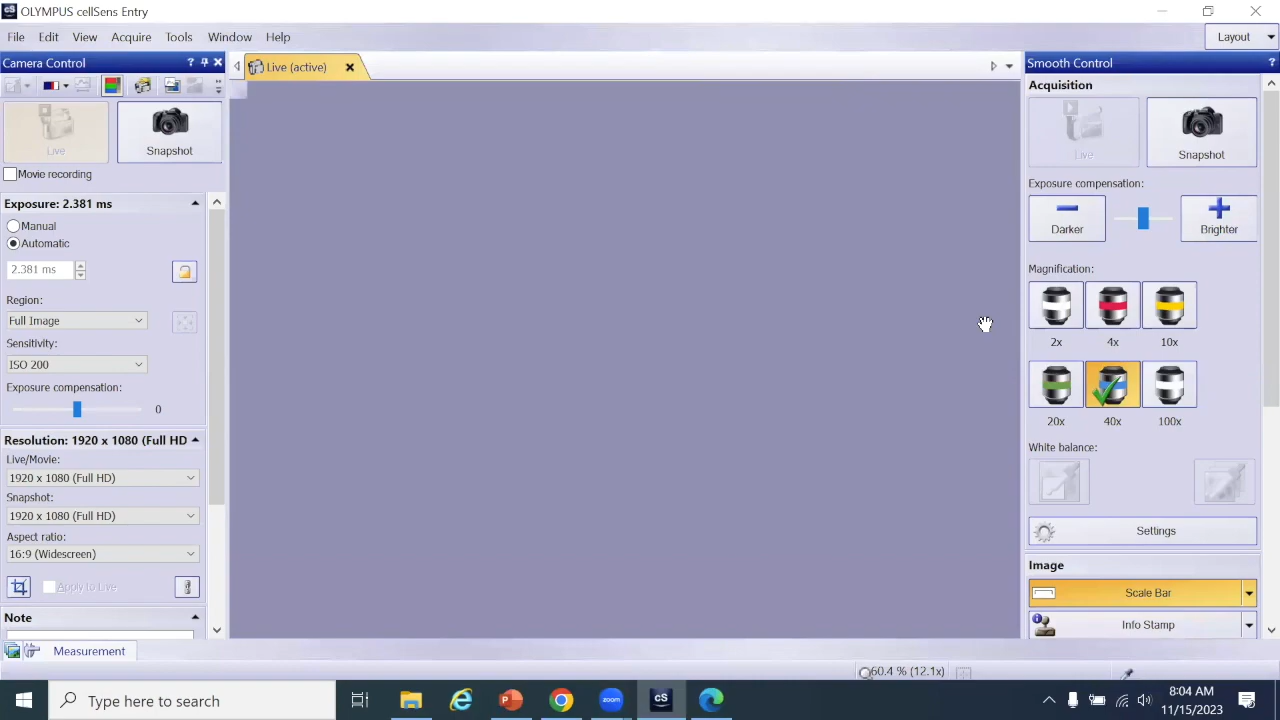 OLYMPUS cellSens Entry
File Edit View Acquire Tools Window Help
Layout
Camera Control
Live
Snapshot
Movie recording
Exposure: 2.381 ms
Manual
Automatic
2.381 ms
Region:
Full Image
Sensitivity:
ISO 200
Exposure compensation:
0
Resolution: 1920 x 1080 (Full HD
Live/Movie:
1920 x 1080 (Full HD)
Snapshot:
1920 x 1080 (Full HD)
Aspect ratio:
16:9 (Widescreen)
Apply to Live
Note
Measurement
Live (active)
Smooth Control
Acquisition
Live
Snapshot
Exposure compensation:
Darker
Brighter
Magnification:
2x 4x 10x
20x 40x 100x
White balance:
Settings
Image
Scale Bar
Info Stamp
60.4 % (12.1x)
Type here to search
zoom
cS
8:04 AM
11/15/2023